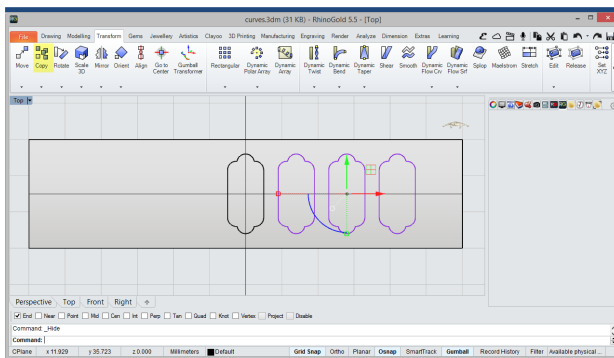 curves.3dm (31 KB) - RhinoGold 5.5 - [Top]
File Drawing Modelling Transform Gems Jewellery Artistics Clayoo 3D Printing Manufacturing Engraving Render Analyze Dimension Extras Learning
Move Copy Rotate Scale 3D Mirror Orient Align Go to Center Gumball Transformer Rectangular Dynamic Polar Array Dynamic Array Dynamic Twist Dynamic Bend Dynamic Taper Shear Smooth Dynamic Flow Crv Dynamic Flow Srf Splop Maelstrom Stretch Edit Release Set XYZ
Top
Perspective Top Front Right
End Near Point Mid Cen Int Perp Tan Quad Knot Vertex Project Disable
Command: _Hide
Command:
CPlane x 11.929 y 35.723 z 0.000 Millimeters Default Grid Snap Ortho Planar Osnap SmartTrack Gumball Record History Filter Available physical...